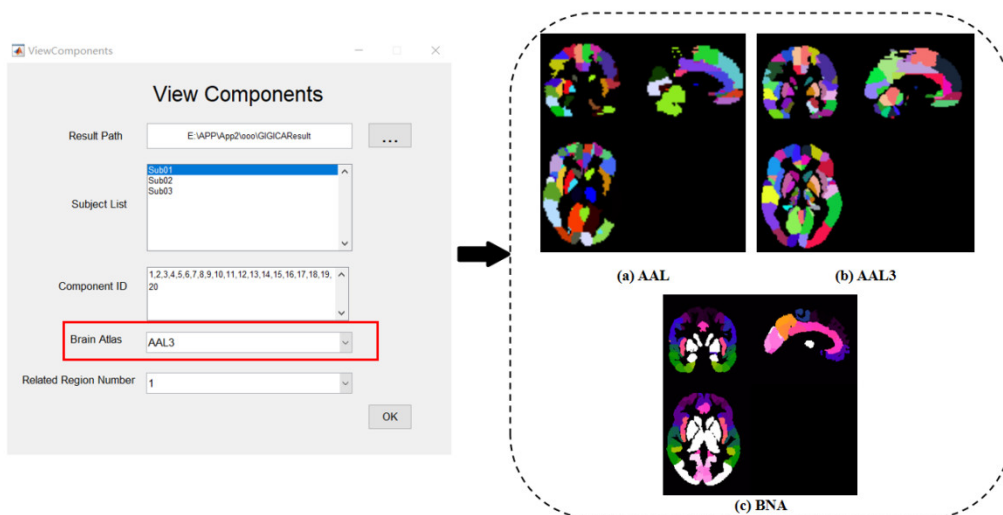 ViewComponents
View Components
Result Path
E:\APP\App2\ooo\GIGICAResult
...
Subject List
Sub01
Sub02
Sub03
Component ID
1,2,3,4,5,6,7,8,9,10,11,12,13,14,15,16,17,18,19,
20
Brain Atlas
AAL3
Related Region Number
1
OK
(a) AAL
(b) AAL3
(c) BNA